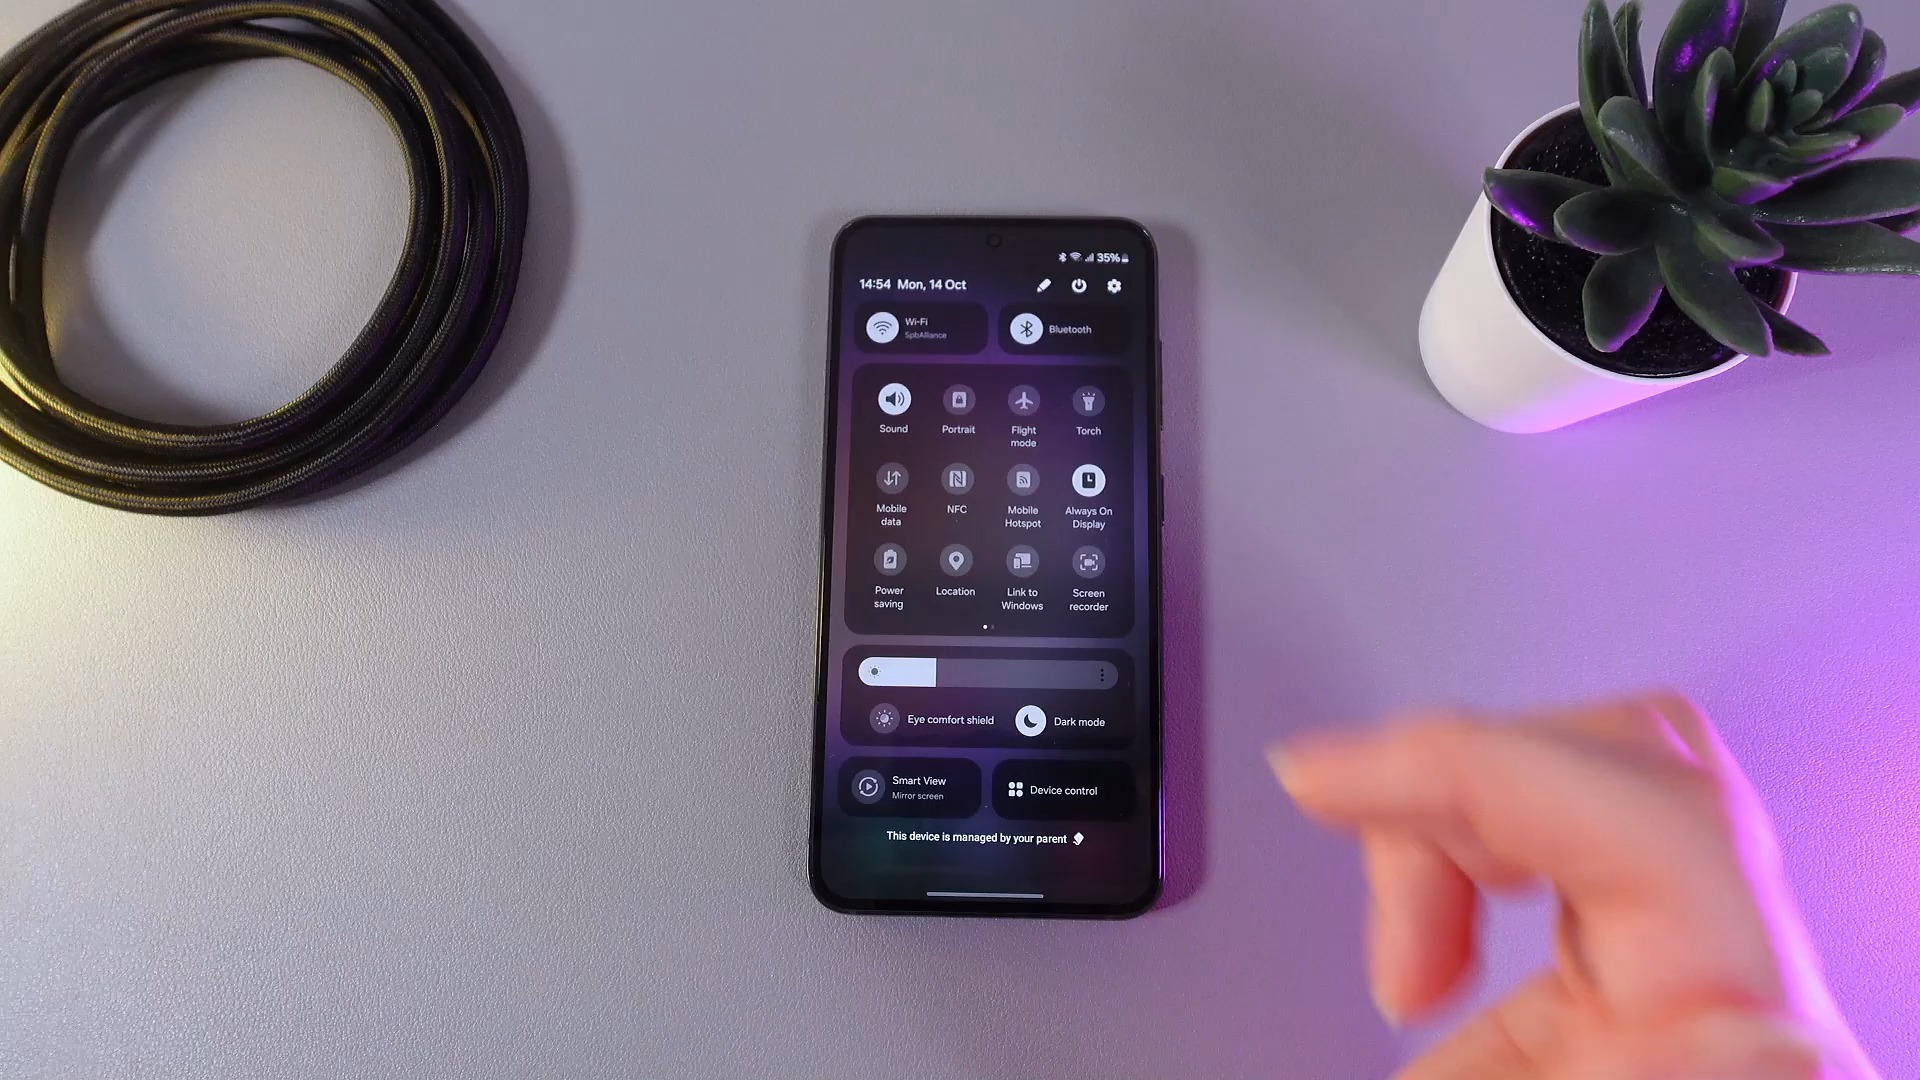 35%
14:54 Mon, 14 Oct
Wi-Fi
SpbAlliance
Bluetooth
Sound
Portrait
Flight
mode
Torch
Mobile
data
NFC
Mobile
Hotspot
Always On
Display
Power
saving
Location
Link to
Windows
Screen
recorder
Eye comfort shield
Dark mode
Smart View
Mirror screen
Device control
This device is managed by your parent